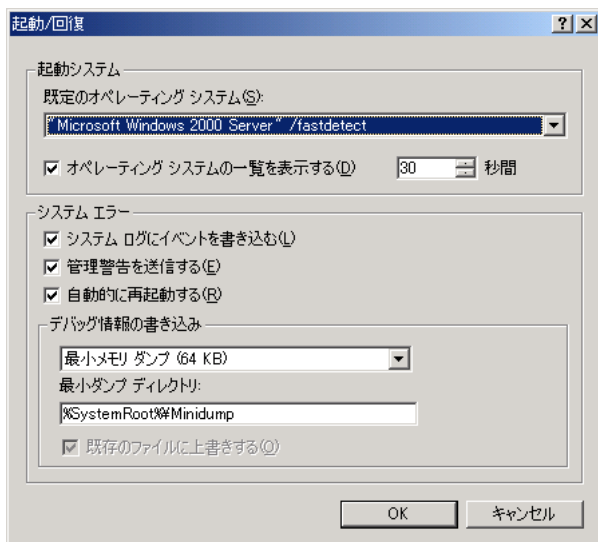 起動/回復
起動システム
既定のオペレーティング システム(S):
"Microsoft Windows 2000 Server" /fastdetect
オペレーティング システムの一覧を表示する(D) 30 秒間
システム エラー
システム ログにイベントを書き込む(L)
管理警告を送信する(E)
自動的に再起動する(R)
デバッグ情報の書き込み
最小メモリ ダンプ (64 KB)
最小ダンプ ディレクトリ:
%SystemRoot%¥Minidump
既存のファイルに上書きする(O)
OK キャンセル